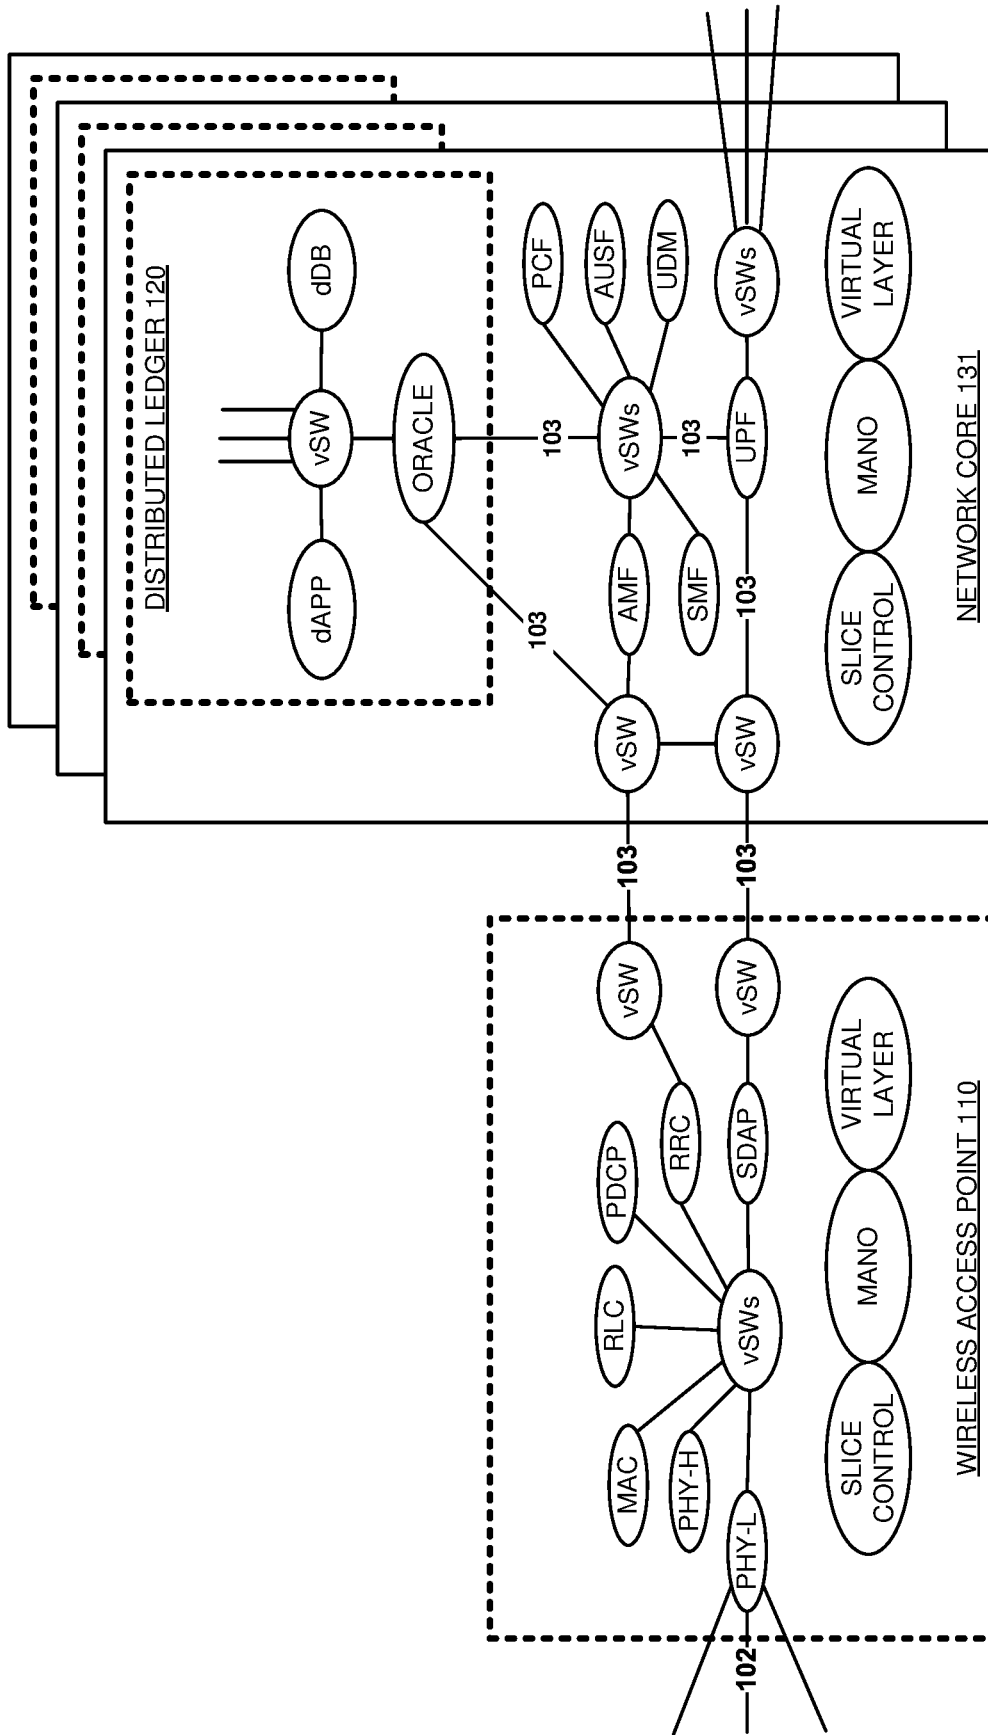 DISTRIBUTED LEDGER 120
dAPP
vSW
dDB
ORACLE
103
103
vSW
AMF
SMF
vSWs
PCF
AUSF
UDM
103
103
103
vSW
103
UPF
vSWs
SLICE
CONTROL
MANO
VIRTUAL
LAYER
NETWORK CORE 131
MAC
RLC
PDCP
vSW
PHY-H
RRC
102
PHY-L
vSWs
SDAP
vSW
103
SLICE
CONTROL
MANO
VIRTUAL
LAYER
WIRELESS ACCESS POINT 110